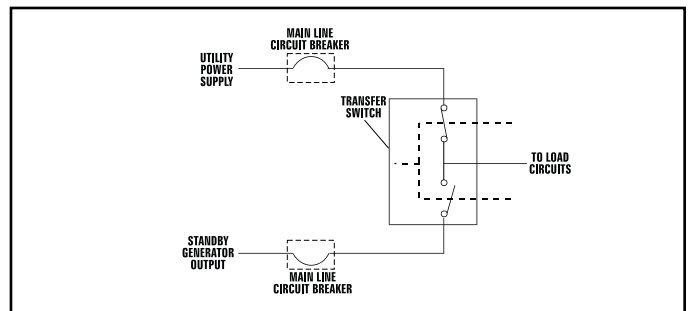 MAIN LINE
CIRCUIT BREAKER
UTILITY
POWER
SUPPLY
TRANSFER
SWITCH
TO LOAD
CIRCUITS
STANDBY
GENERATOR
OUTPUT
MAIN LINE
CIRCUIT BREAKER